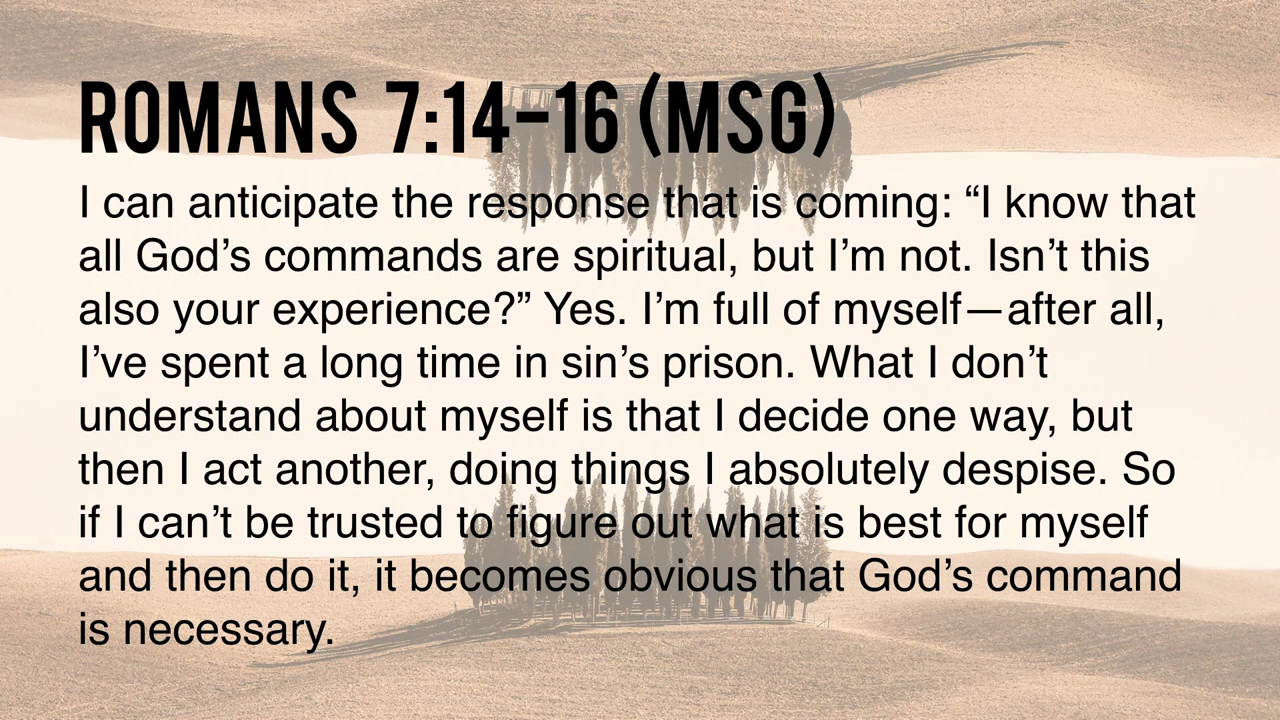 ROMANS 7:14-16 (MSG)
I can anticipate the response that is coming: “I know that
all God’s commands are spiritual, but I’m not. Isn’t this
also your experience?” Yes. I’m full of myself—after all,
I’ve spent a long time in sin’s prison. What I don’t
understand about myself is that I decide one way, but
then I act another, doing things I absolutely despise. So
if I can’t be trusted to figure out what is best for myself
and then do it, it becomes obvious that God’s command
is necessary.